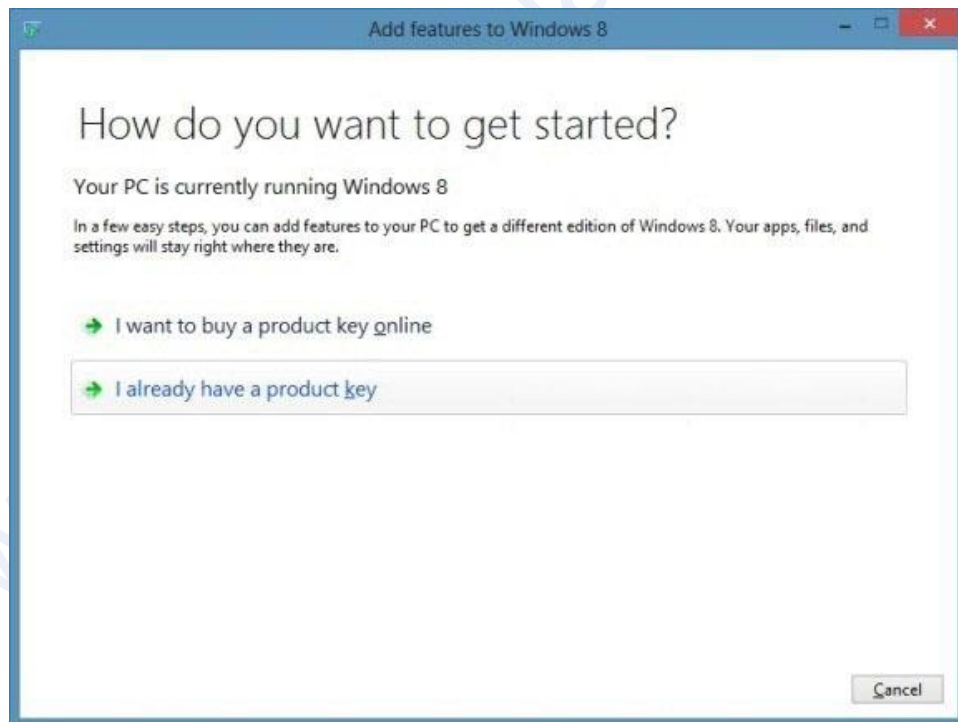 Add features to Windows 8
How do you want to get started?
Your PC is currently running Windows 8
In a few easy steps, you can add features to your PC to get a different edition of Windows 8. Your apps, files, and
settings will stay right where they are.
I want to buy a product key online
I already have a product key
Cancel